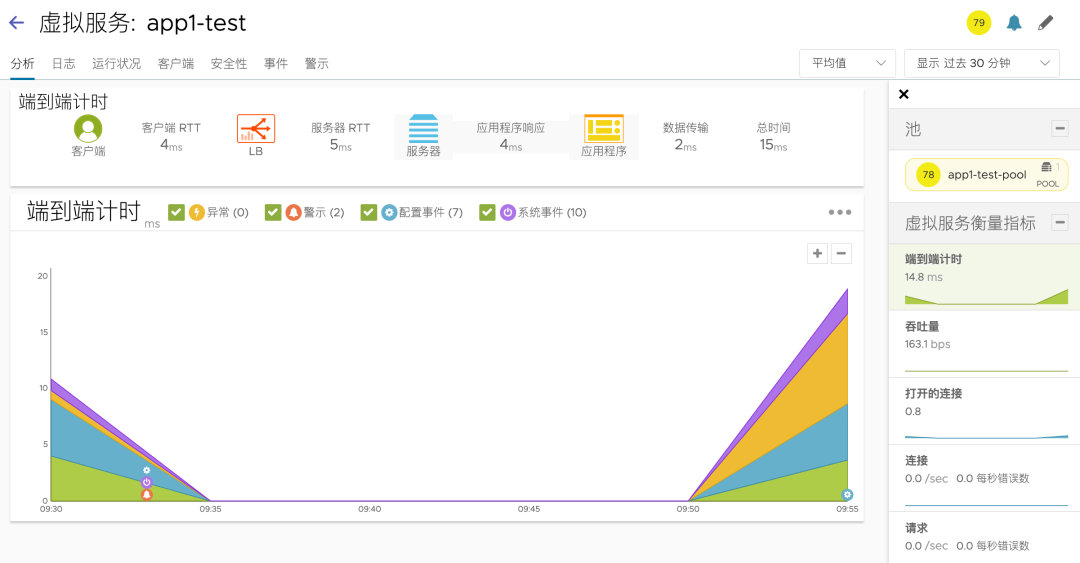 虚拟服务: app1-test
79
分析 日志 运行状况 客户端 安全性 事件 警示
平均值 显示 过去 30 分钟
端到端计时
客户端
客户端 RTT
4ms
LB
服务器 RTT
5ms
服务器
应用程序响应
4ms
应用程序
数据传输
2ms
总时间
15ms
端到端计时 ms
异常 (0) 警示 (2) 配置事件 (7) 系统事件 (10)
20
15
10
5
0
09:30 09:35 09:40 09:45 09:50 09:55
池
78 app1-test-pool 1
POOL
虚拟服务衡量指标
端到端计时
14.8 ms
吞吐量
163.1 bps
打开的连接
0.8
连接
0.0 /sec 0.0 每秒错误数
请求
0.0 /sec 0.0 每秒错误数